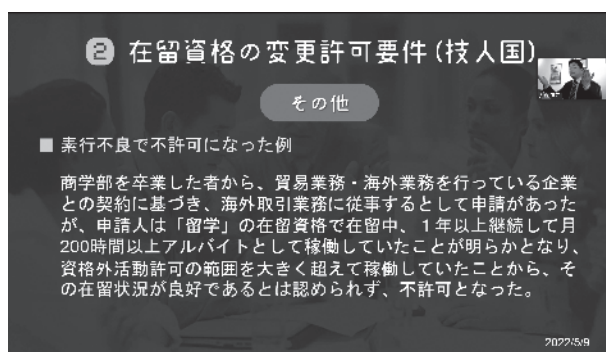 ② 在留資格の変更許可要件(技人国)
その他
■ 素行不良で不許可になった例
商学部を卒業した者から、貿易業務・海外業務を行っている企業
との契約に基づき、海外取引業務に従事するとして申請があった
が、申請人は「留学」の在留資格で在留中、１年以上継続して月
200時間以上アルバイトとして稼働していたことが明らかとなり、
資格外活動許可の範囲を大きく超えて稼働していたことから、そ
の在留状況が良好であるとは認められず、不許可となった。
2022/5/9